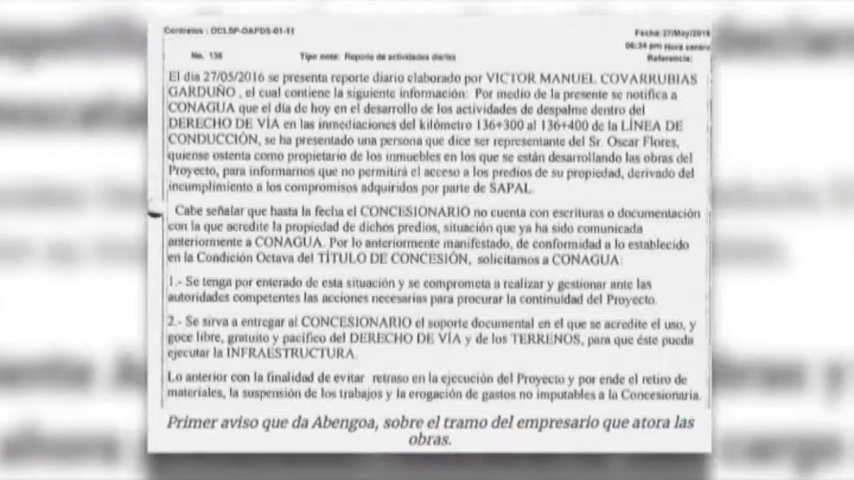 Contratos : OCLSP-OAPDS-01-11
Fecha: 27/May/2016
06:34 pm Hora centro
No. 136 Tipo nota: Reporte de actividades diarias Referencia:
El día 27/05/2016 se presenta reporte diario elaborado por VICTOR MANUEL COVARRUBIAS
GARDUÑO , el cual contiene la siguiente información: Por medio de la presente se notifica a
CONAGUA que el día de hoy en el desarrollo de los actividades de despalme dentro del
DERECHO DE VÍA en las inmediaciones del kilómetro 136+300 al 136+400 de la LÍNEA DE
CONDUCCIÓN, se ha presentado una persona que dice ser representante del Sr. Oscar Flores,
quiense ostenta como propietario de los inmuebles en los que se están desarrollando las obras del
Proyecto, para informarnos que no permitirá el acceso a los predios de su propiedad, derivado del
incumplimiento a los compromisos adquiridos por parte de SAPAL.
Cabe señalar que hasta la fecha el CONCESIONARIO no cuenta con escrituras o documentación
con la que acredite la propiedad de dichos predios, situación que ya ha sido comunicada
anteriormente a CONAGUA. Por lo anteriormente manifestado, de conformidad a lo establecido
en la Condición Octava del TÍTULO DE CONCESIÓN, solicitamos a CONAGUA:
1.- Se tenga por enterado de esta situación y se comprometa a realizar y gestionar ante las
autoridades competentes las acciones necesarias para procurar la continuidad del Proyecto.
2.- Se sirva a entregar al CONCESIONARIO el soporte documental en el que se acredite el uso, y
goce libre, gratuito y pacífico del DERECHO DE VÍA y de los TERRENOS, para que éste pueda
ejecutar la INFRAESTRUCTURA.
Lo anterior con la finalidad de evitar retraso en la ejecución del Proyecto y por ende el retiro de
materiales, la suspensión de los trabajos y la erogación de gastos no imputables a la Concesionaria.
Primer aviso que da Abengoa, sobre el tramo del empresario que atora las
obras.